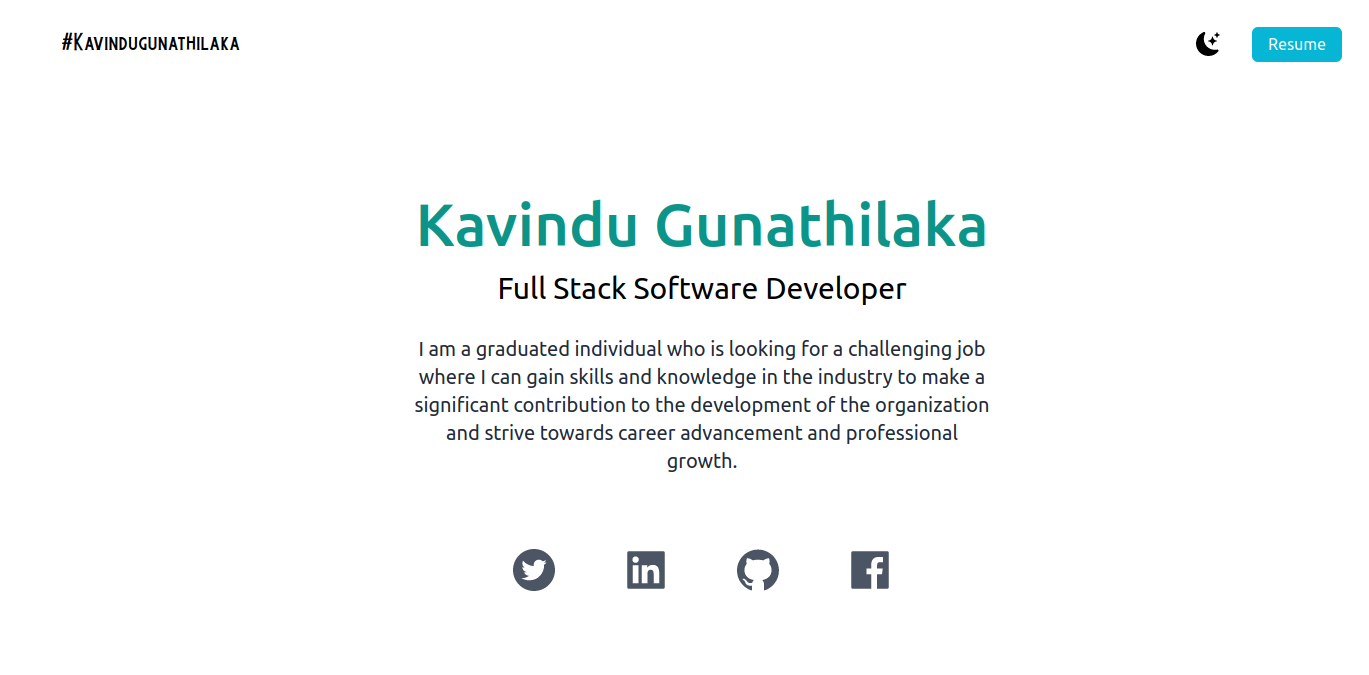 #Kavindugunathilaka
Resume
Kavindu Gunathilaka
Full Stack Software Developer
I am a graduated individual who is looking for a challenging job
where I can gain skills and knowledge in the industry to make a
significant contribution to the development of the organization
and strive towards career advancement and professional
growth.
in